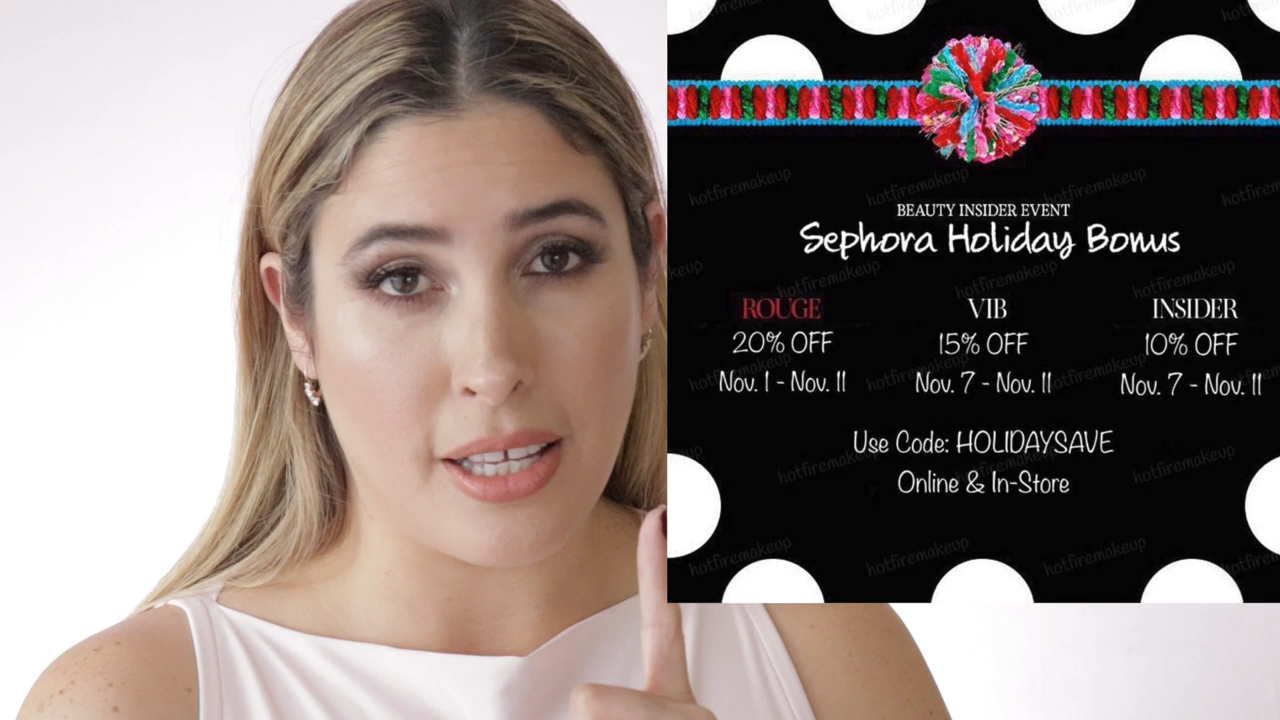 BEAUTY INSIDER EVENT
Sephora Holiday Bonus
ROUGE VIB INSIDER
20% OFF 15% OFF 10% OFF
Nov. 1 - Nov. 11 Nov. 7 - Nov. 11 Nov. 7 - Nov. 11
Use Code: HOLIDAYSAVE
Online & In-Store
hotfiremakeup